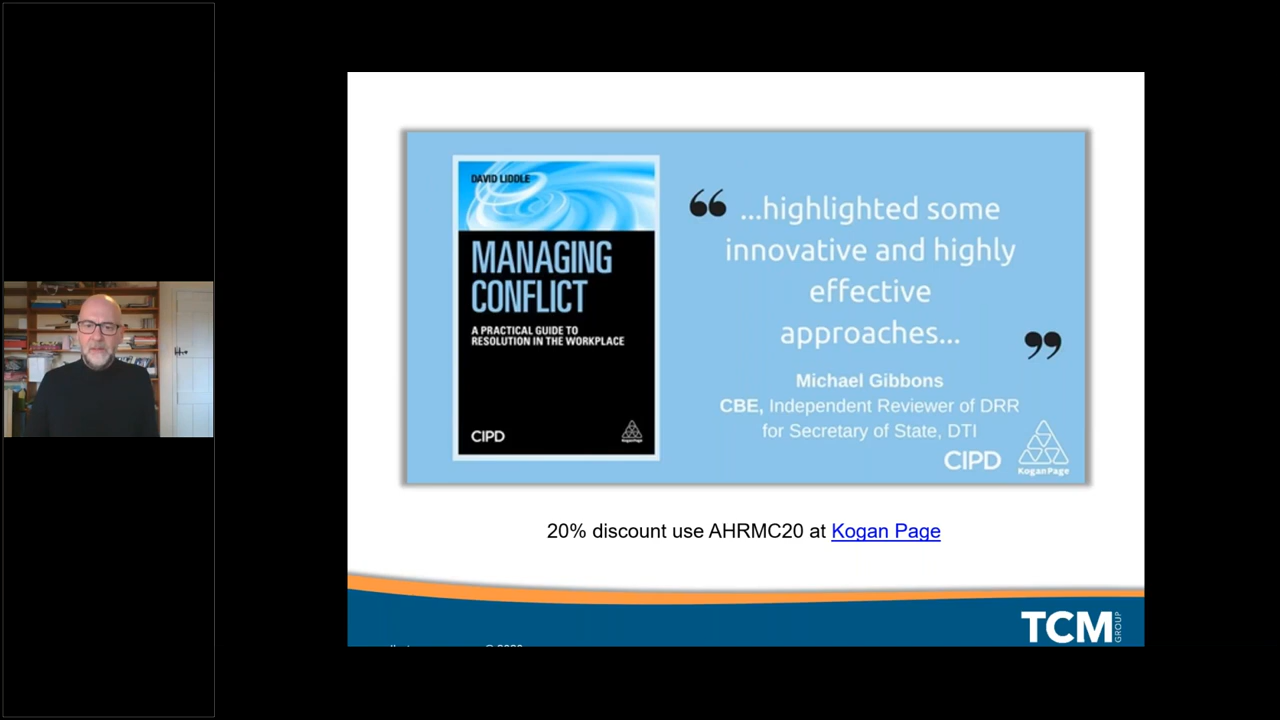 DAVID LIDDLE
MANAGING
CONFLICT
A PRACTICAL GUIDE TO
RESOLUTION IN THE WORKPLACE
CIPD
KoganPage
“ ...highlighted some
innovative and highly
effective
approaches... ”
Michael Gibbons
CBE, Independent Reviewer of DRR
for Secretary of State, DTI
CIPD
KoganPage
20% discount use AHRMC20 at Kogan Page
TCM GROUP